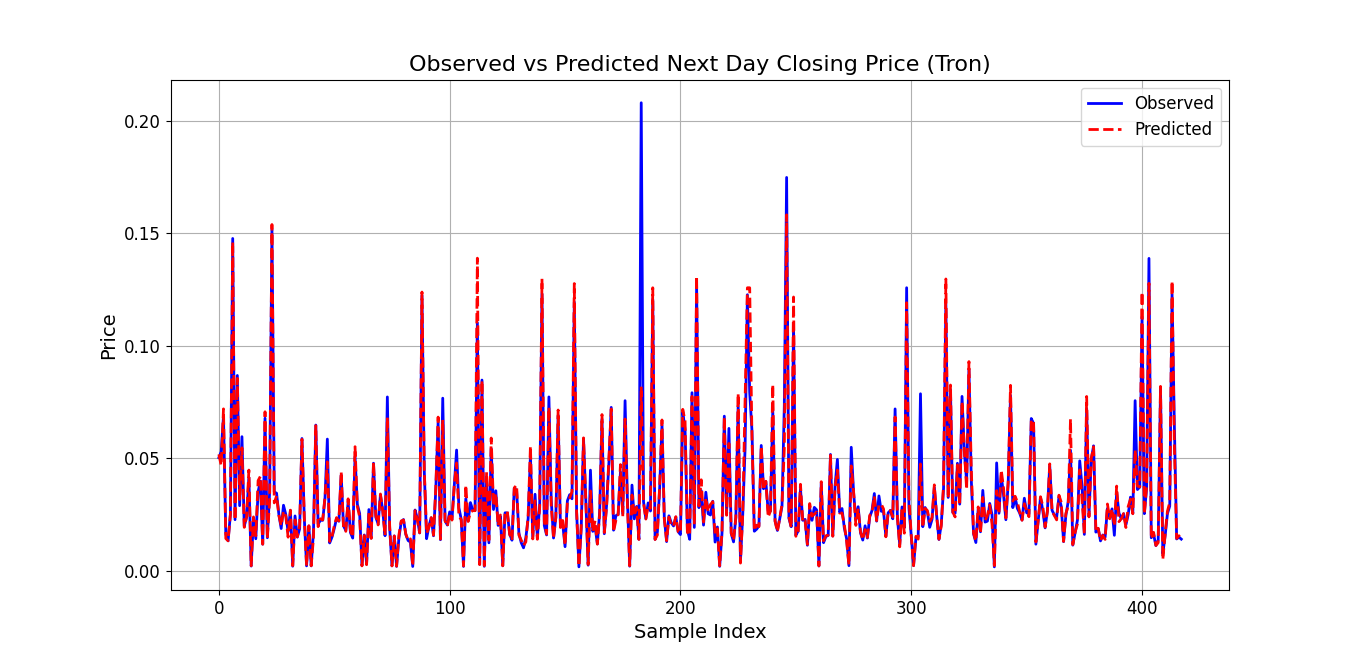 Observed vs Predicted Next Day Closing Price (Tron)
Observed
Predicted
0.20
0.15
0.10
0.05
0.00
Price
0 100 200 300 400
Sample Index